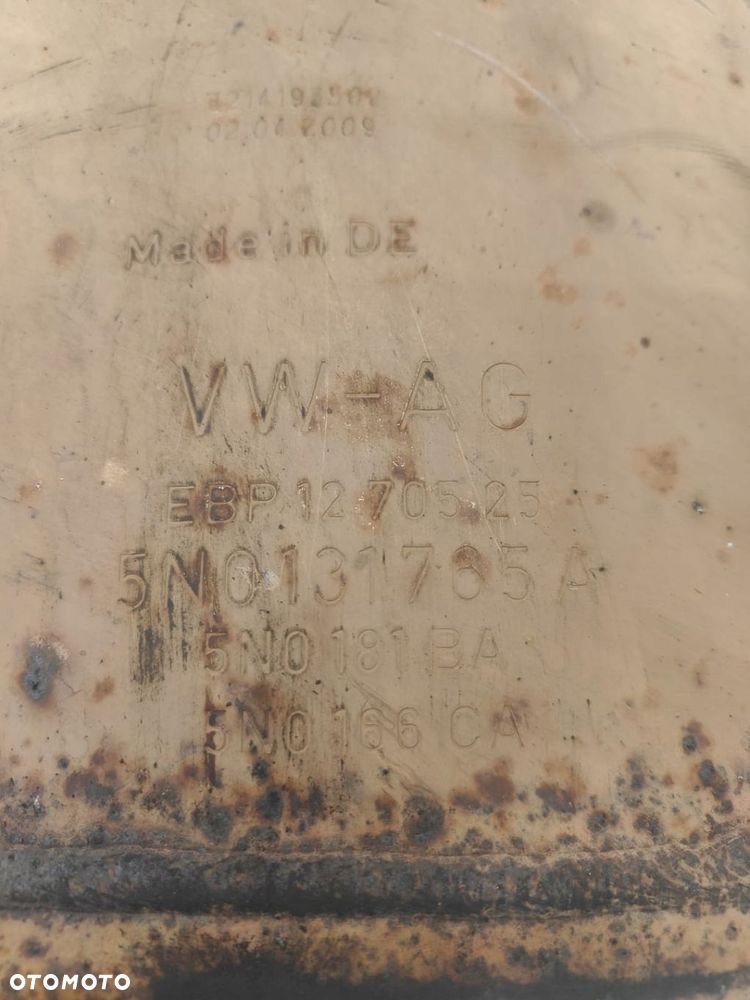 02.04 2009
Made in DE
VW-AG
EBP 12 705 25
5N0131765A
5N0 181 BA
5N0 166 CA
OTOMOTO